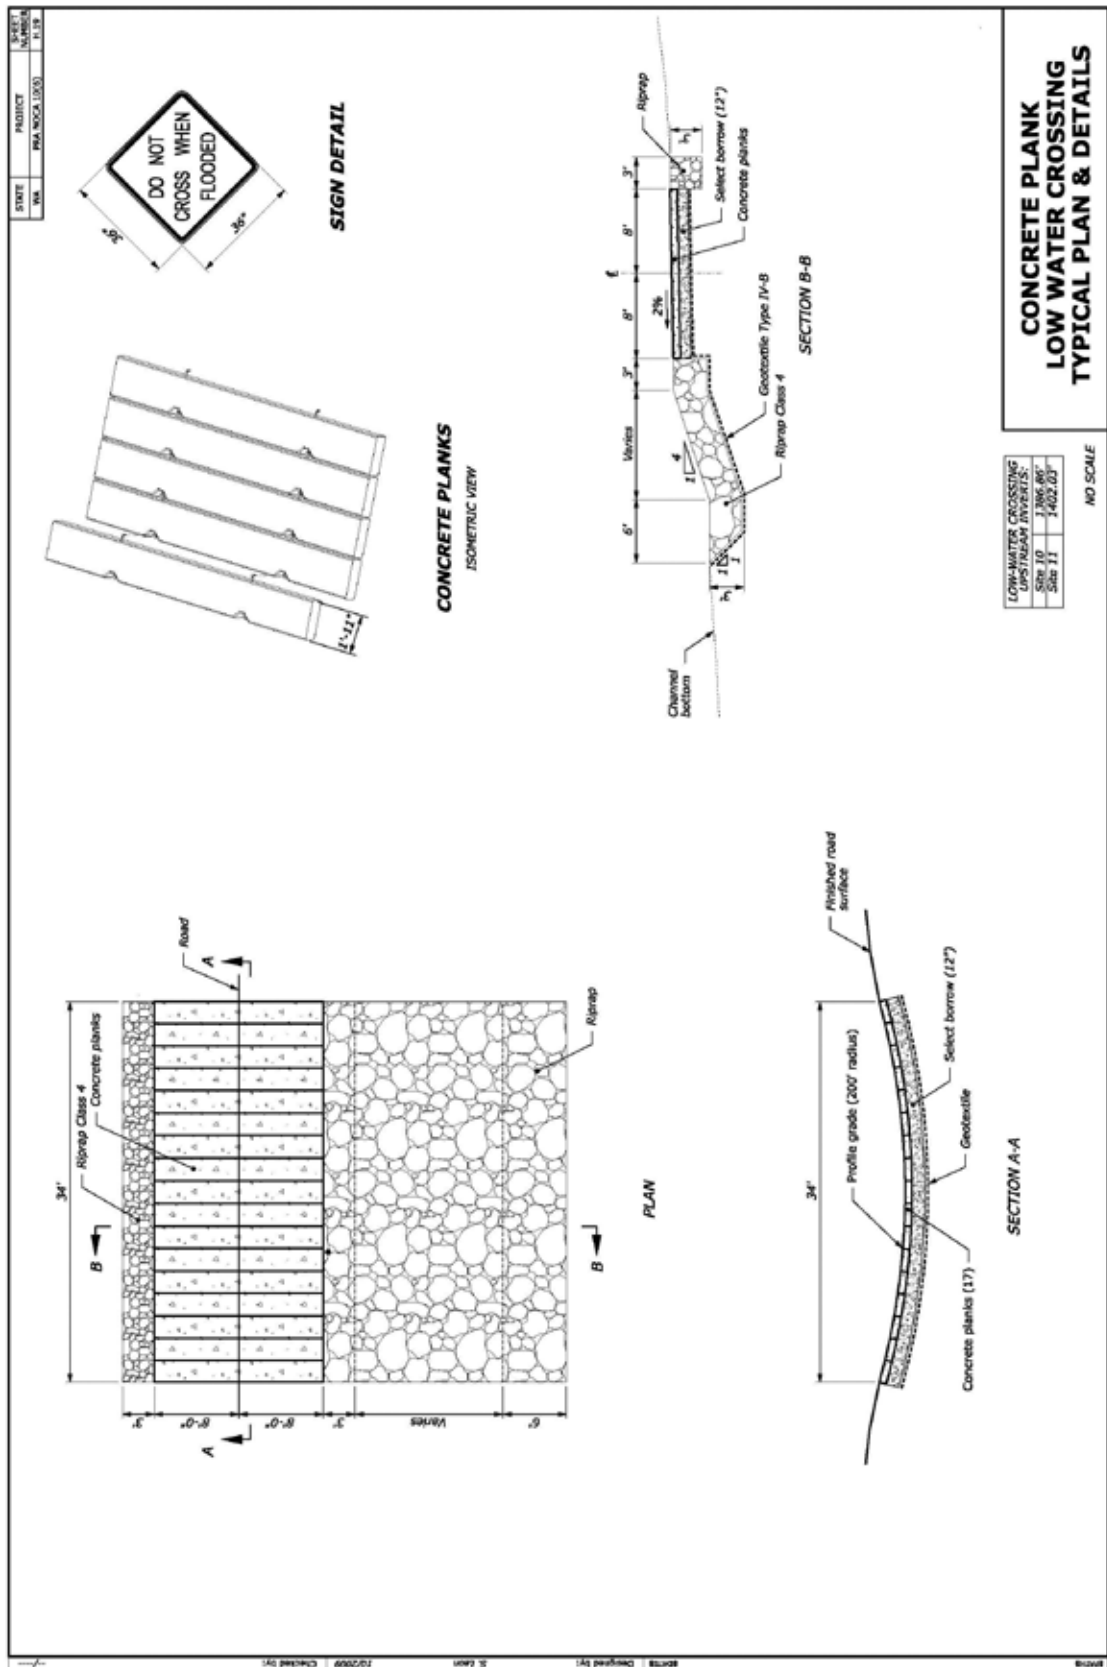 STATE
PROJECT
SHEET
NUMBER
WA
H.19
DO NOT
CROSS WHEN
FLOODED
36"
36"
SIGN DETAIL
1'-11"
CONCRETE PLANKS
ISOMETRIC VIEW
34'
Riprap Class 4
Concrete planks
Road
A
A
B
B
3'
8'-0"
8'-0"
3'
Varies
6'
Riprap
PLAN
6'
Varies
3'
8'
8'
3'
2%
Riprap
Select borrow (12")
Concrete planks
Geotextile Type IV-B
Riprap Class 4
1
4
1
1
Channel
bottom
SECTION B-B
34'
Profile grade (200' radius)
Finished road
surface
Select borrow (12")
Geotextile
Concrete planks (17)
SECTION A-A
LOW-WATER CROSSING
UPSTREAM INVERTS:
Site 10 1386.86'
Site 11 1402.03'
NO SCALE
CONCRETE PLANK
LOW WATER CROSSING
TYPICAL PLAN & DETAILS
Designed by:
Checked by: